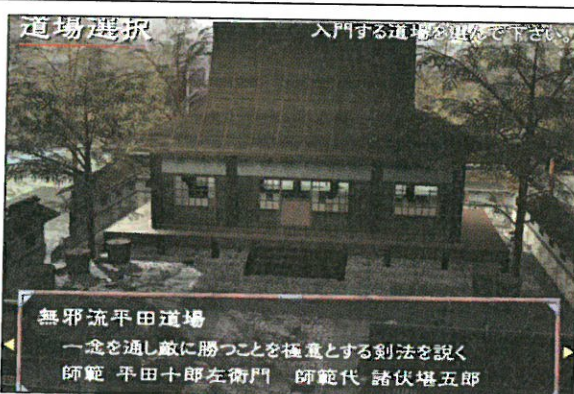 道場選択
入門する道場を選んで下さい。
無邪流平田道場
一念を通し敵に勝つことを極意とする剣法を説く
師範 平田十郎左衛門 師範代 諸伏堪五郎